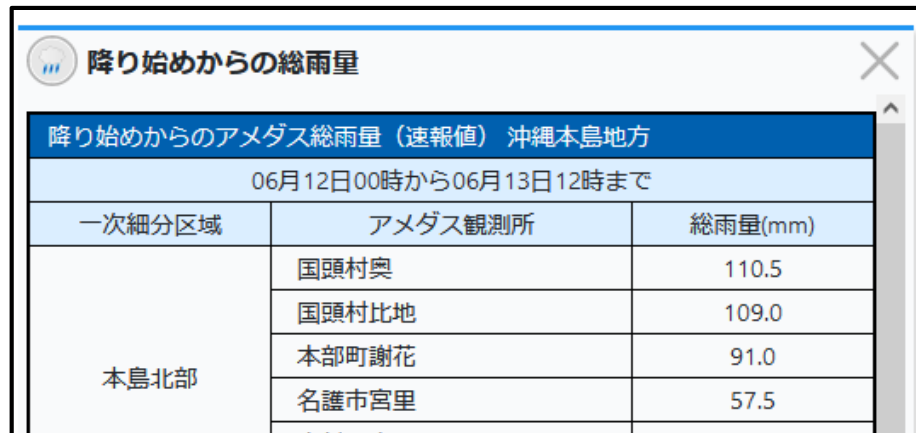 降り始めからの総雨量
降り始めからのアメダス総雨量（速報値） 沖縄本島地方
06月12日00時から06月13日12時まで
一次細分区域 アメダス観測所 総雨量(mm)
国頭村奥 110.5
国頭村比地 109.0
本部町謝花 91.0
本島北部
名護市宮里 57.5